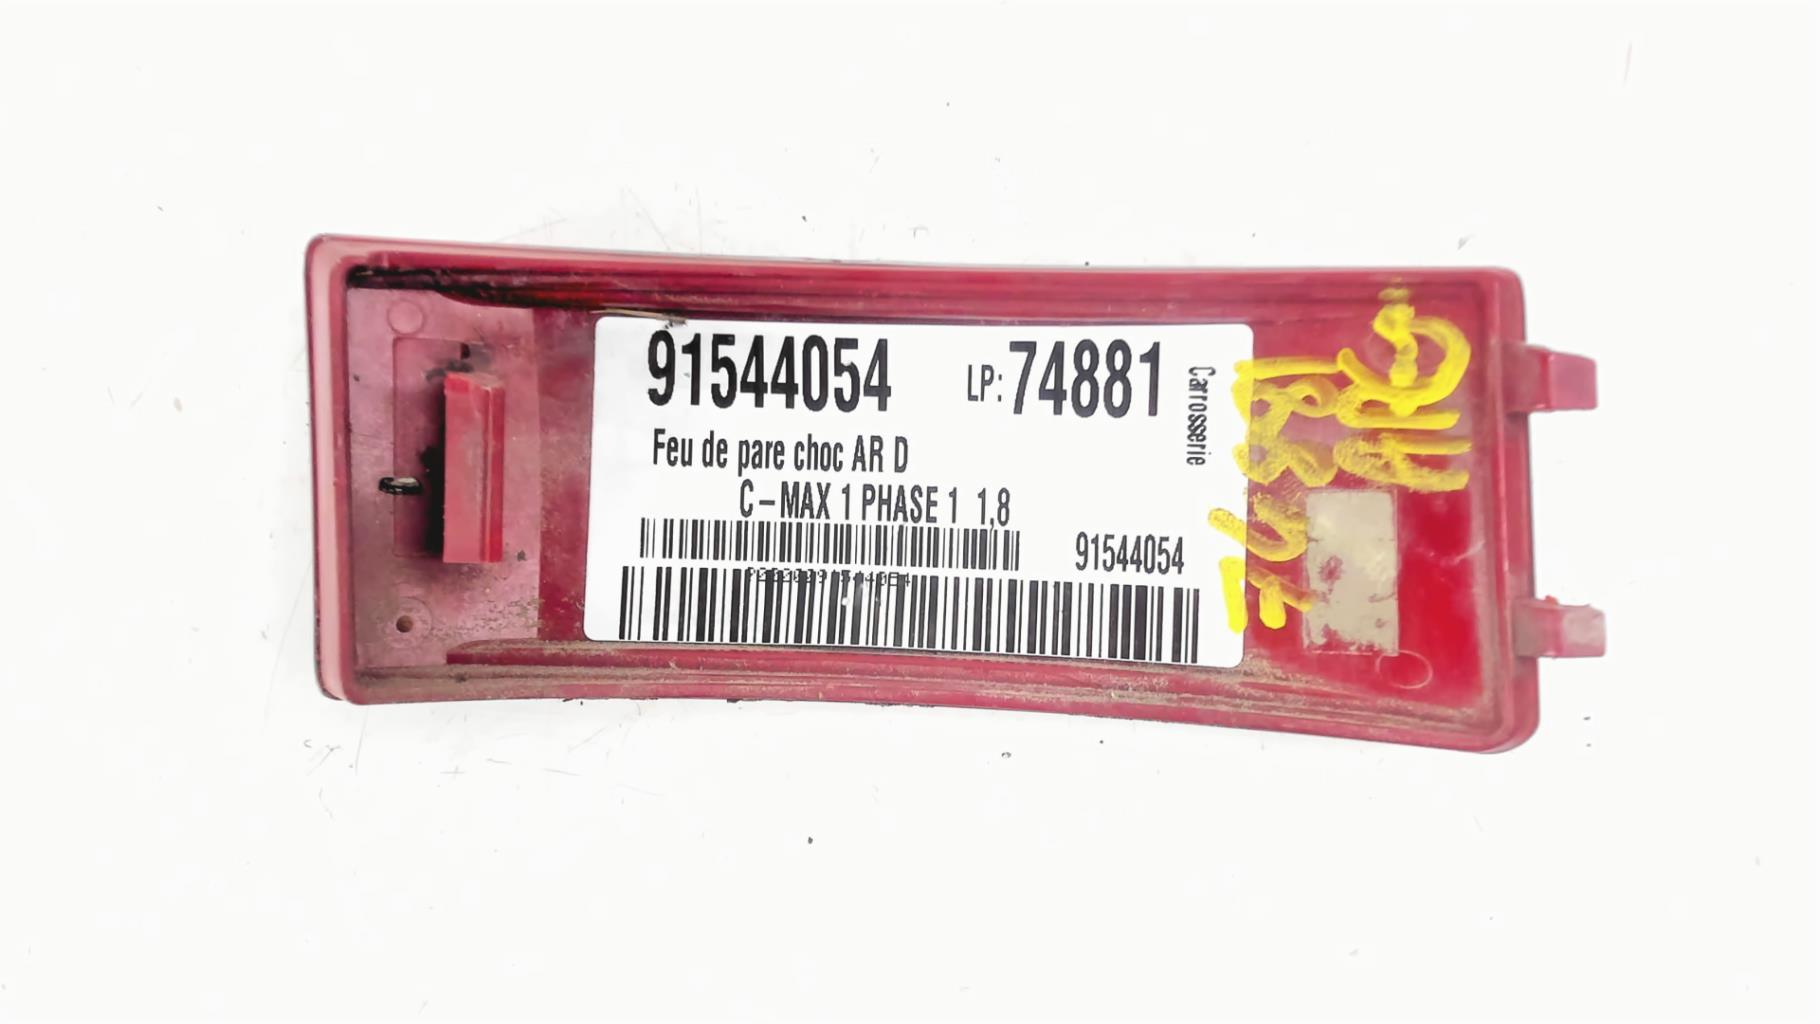 91544054 LP: 74881
Carrosserie
Feu de pare choc AR D
C-MAX 1 PHASE 1 1,8
91544054